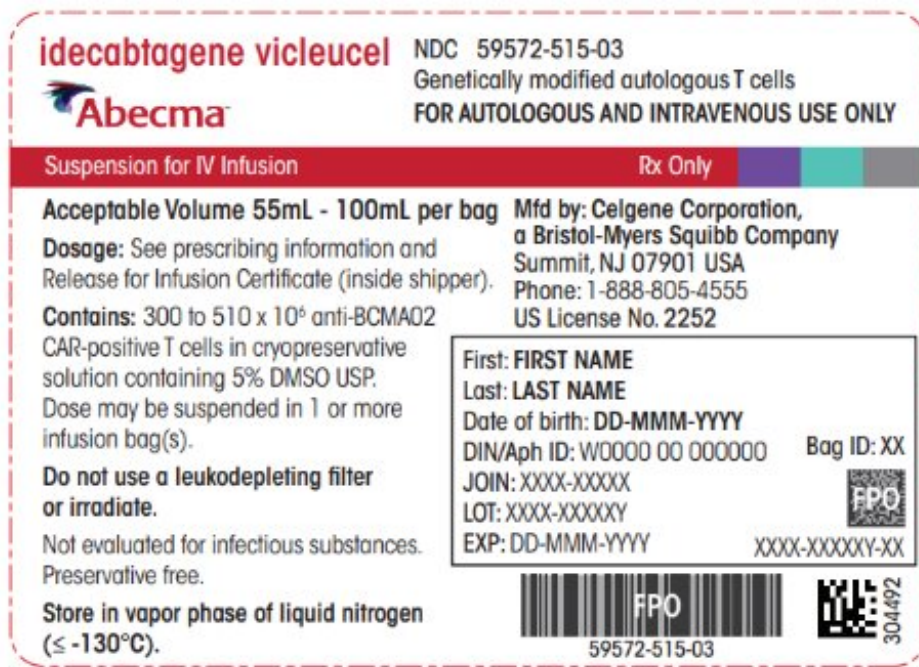 idecabtagene vicleucel
Abecma
NDC 59572-515-03
Genetically modified autologous T cells
FOR AUTOLOGOUS AND INTRAVENOUS USE ONLY
Suspension for IV Infusion
Rx Only
Acceptable Volume 55mL - 100mL per bag
Dosage: See prescribing information and
Release for Infusion Certificate (inside shipper).
Contains: 300 to 510 x 10⁶ anti-BCMA02
CAR-positive T cells in cryopreservative
solution containing 5% DMSO USP.
Dose may be suspended in 1 or more
infusion bag(s).
Do not use a leukodepleting filter
or irradiate.
Not evaluated for infectious substances.
Preservative free.
Store in vapor phase of liquid nitrogen
(≤ -130°C).
Mfd by: Celgene Corporation,
a Bristol-Myers Squibb Company
Summit, NJ 07901 USA
Phone: 1-888-805-4555
US License No. 2252
First: FIRST NAME
Last: LAST NAME
Date of birth: DD-MMM-YYYY
DIN/Aph ID: W0000 00 000000
Bag ID: XX
JOIN: XXXX-XXXXX
FPO
LOT: XXXX-XXXXXY
EXP: DD-MMM-YYYY
XXXX-XXXXXY-XX
FPO
59572-515-03
304492